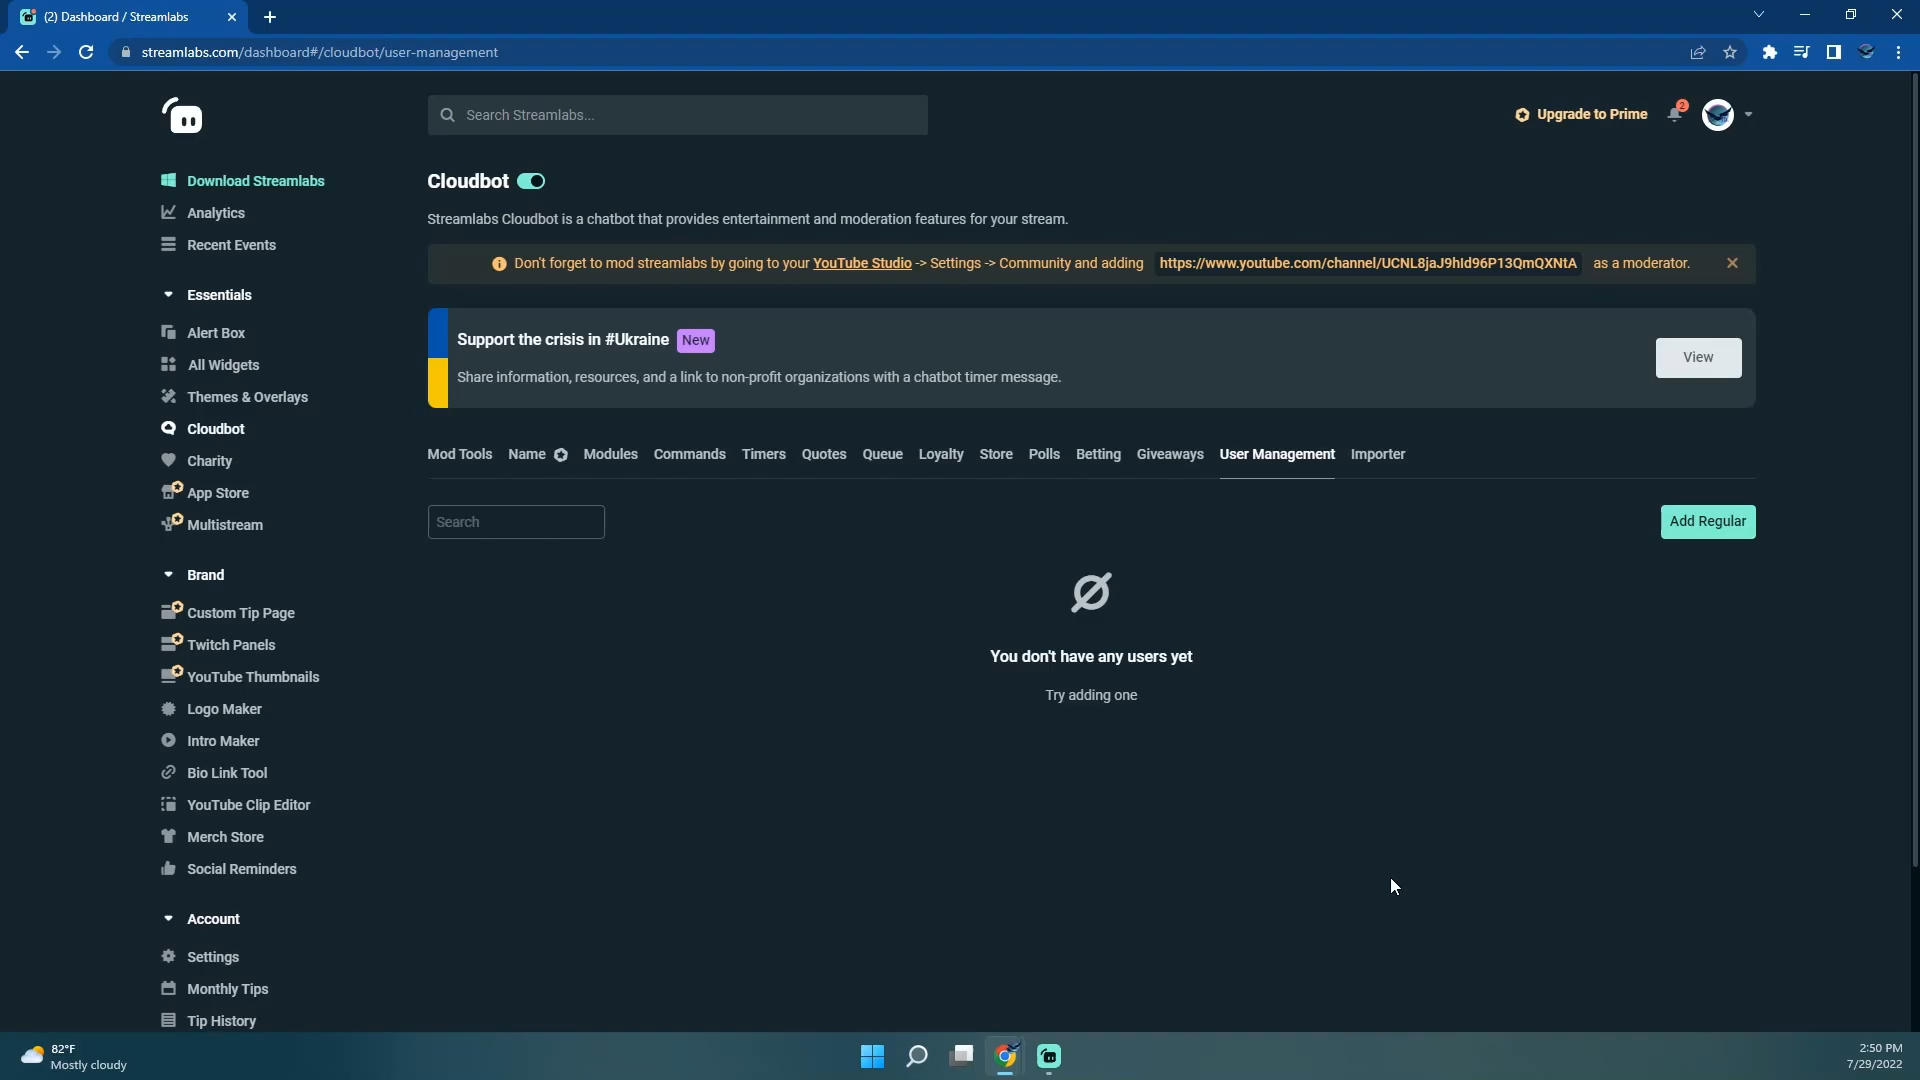 (2) Dashboard / Streamlabs
streamlabs.com/dashboard#/cloudbot/user-management
Search Streamlabs...
Upgrade to Prime
2
Download Streamlabs
Analytics
Recent Events
Essentials
Alert Box
All Widgets
Themes & Overlays
Cloudbot
Charity
App Store
Multistream
Brand
Custom Tip Page
Twitch Panels
YouTube Thumbnails
Logo Maker
Intro Maker
Bio Link Tool
YouTube Clip Editor
Merch Store
Social Reminders
Account
Settings
Monthly Tips
Tip History
Cloudbot
Streamlabs Cloudbot is a chatbot that provides entertainment and moderation features for your stream.
Don't forget to mod streamlabs by going to your YouTube Studio -> Settings -> Community and adding https://www.youtube.com/channel/UCNL8jaJ9hId96P13QmQXNtA as a moderator.
Support the crisis in #Ukraine New
Share information, resources, and a link to non-profit organizations with a chatbot timer message.
View
Mod Tools Name Modules Commands Timers Quotes Queue Loyalty Store Polls Betting Giveaways User Management Importer
Search
Add Regular
You don't have any users yet
Try adding one
82°F
Mostly cloudy
2:50 PM
7/29/2022